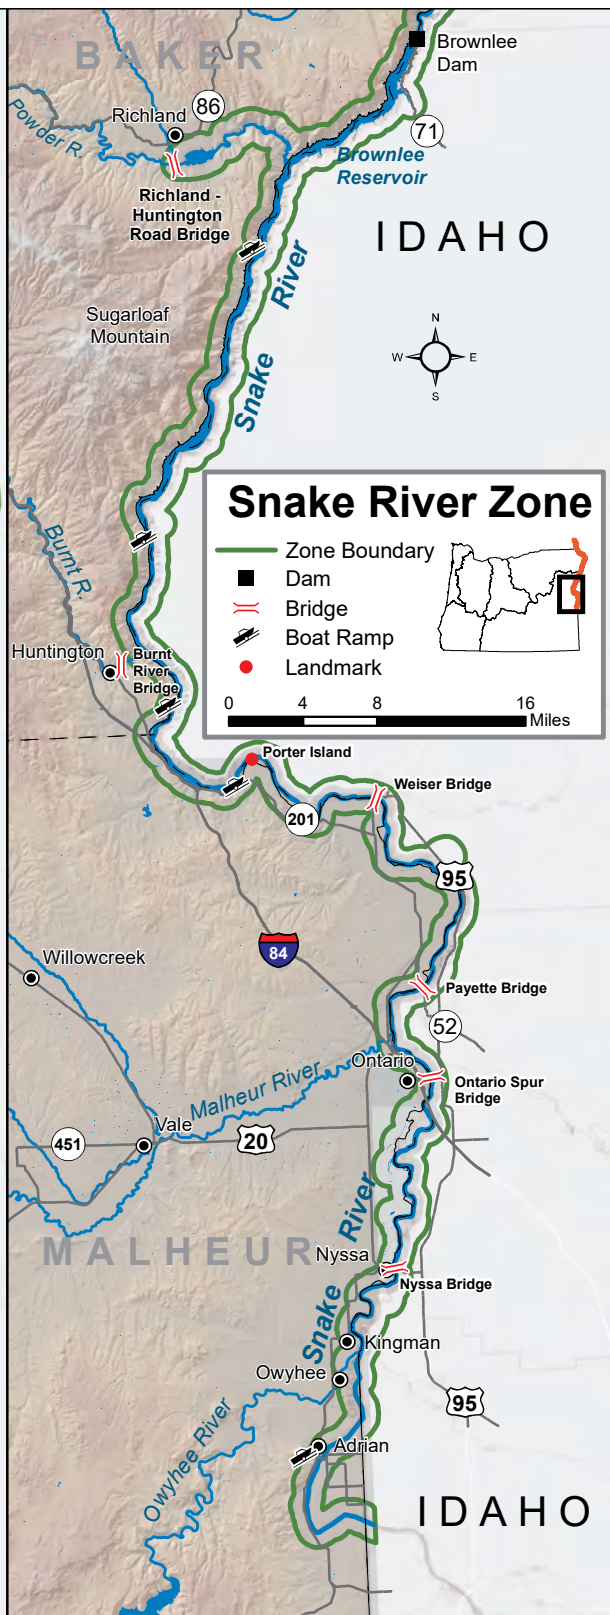 BAKER
Brownlee
Dam
86
Richland
71
Powder R.
Brownlee
Reservoir
Richland -
Huntington
Road Bridge
IDAHO
Snake River
Sugarloaf
Mountain
N
W
E
S
Snake River Zone
Zone Boundary
Dam
Bridge
Boat Ramp
Landmark
0 4 8 16
Miles
Burnt R.
Huntington
Burnt
River
Bridge
Porter Island
Weiser Bridge
201
95
84
Willowcreek
Payette Bridge
52
Ontario
Ontario Spur
Bridge
Malheur River
Vale
451
20
Snake River
MALHEUR
Nyssa
Nyssa Bridge
Kingman
Owyhee
95
Owyhee River
Adrian
IDAHO